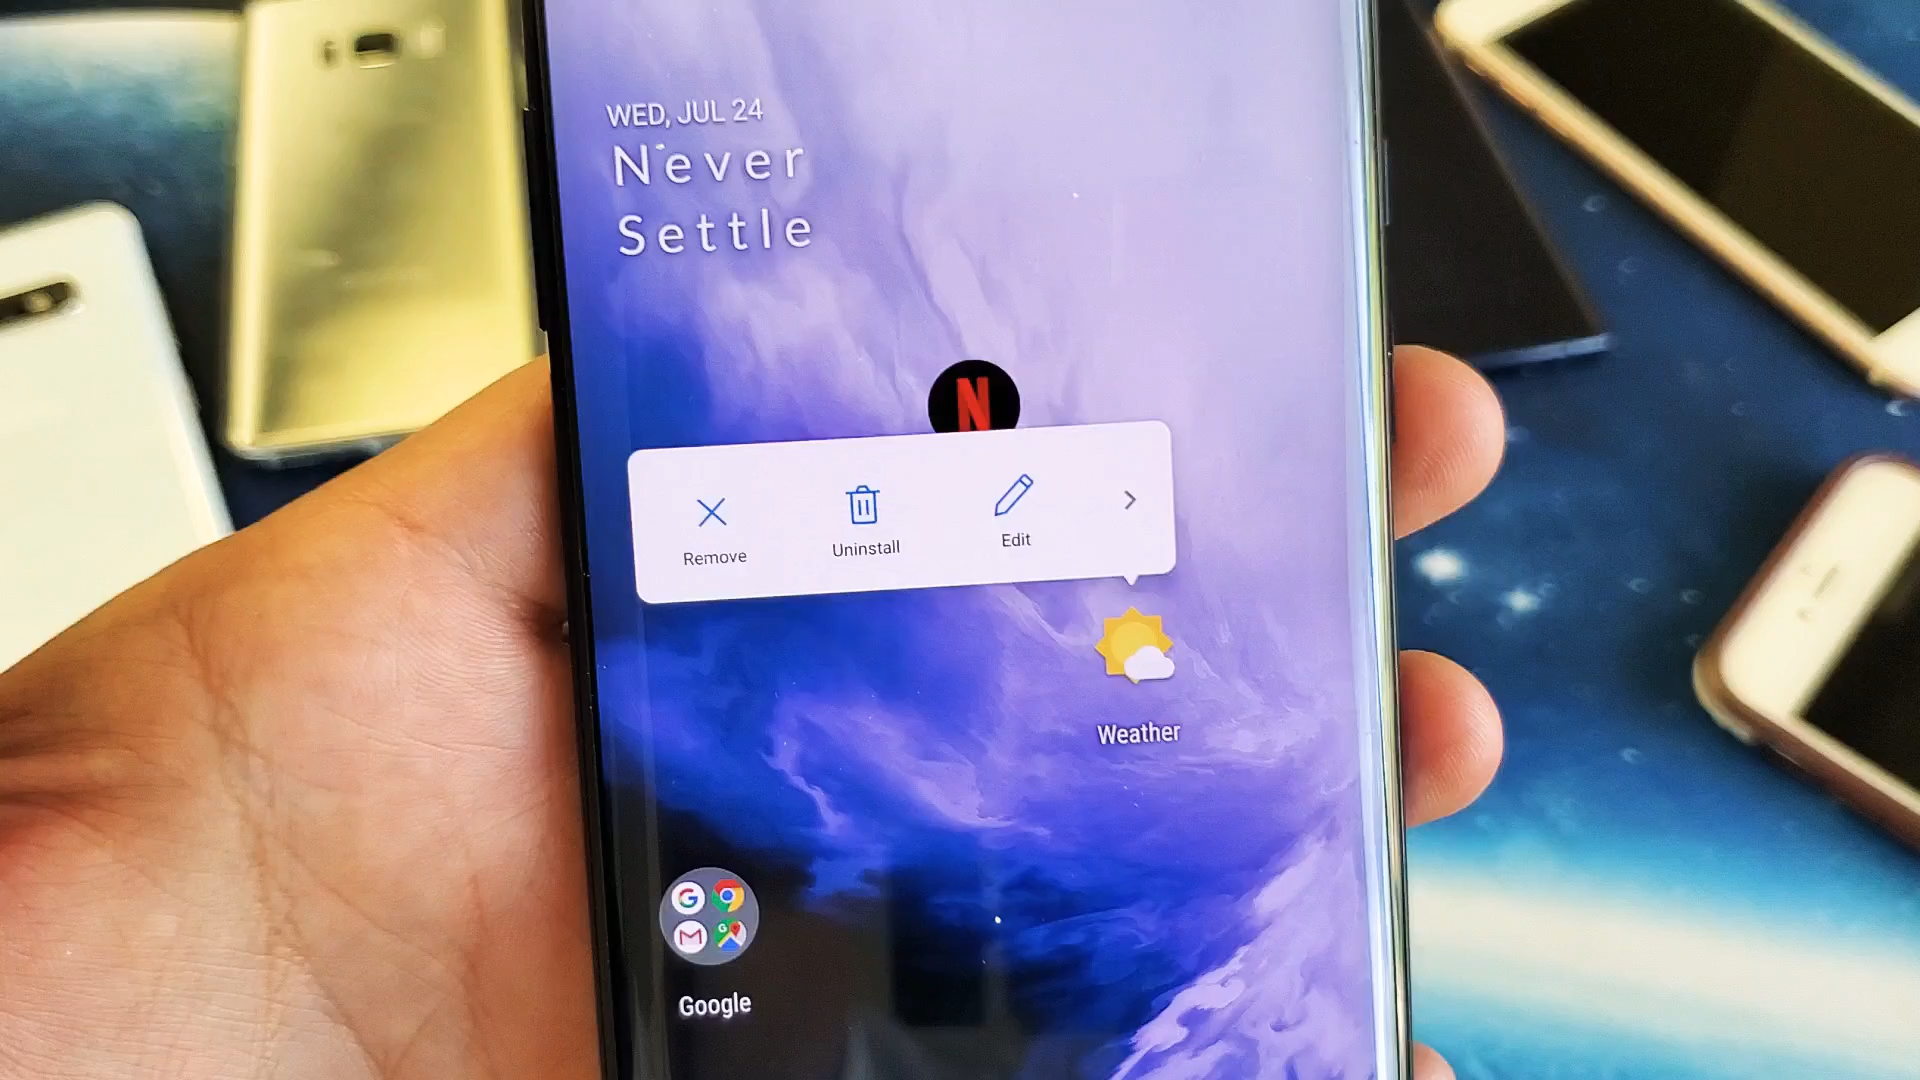 WED, JUL 24
Never
Settle
N
Remove
Uninstall
Edit
Weather
G
M
G
Google